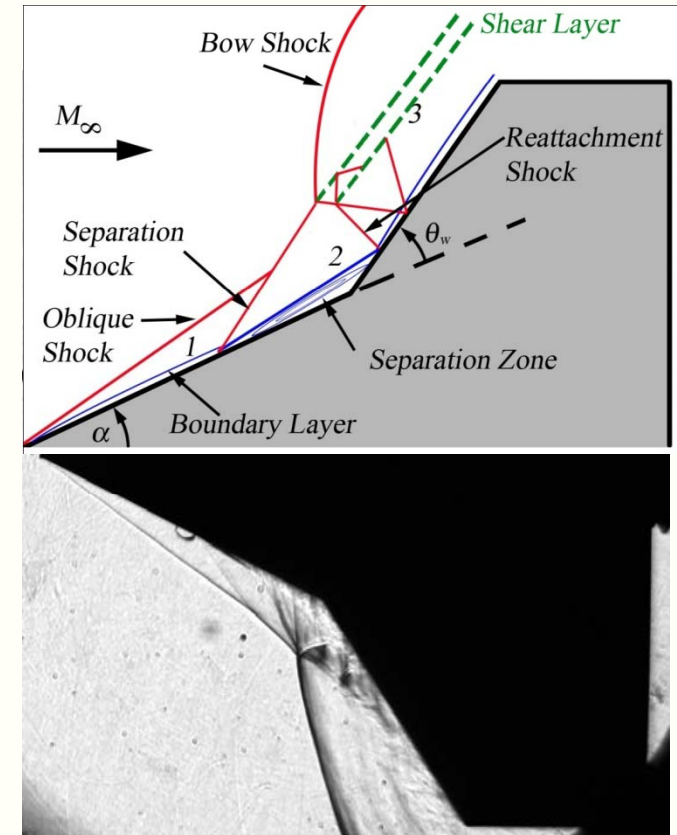 Shear Layer
Bow Shock
M∞
3
Reattachment
Shock
Separation
Shock
2
θw
Oblique
Shock
1
Separation Zone
α
Boundary Layer